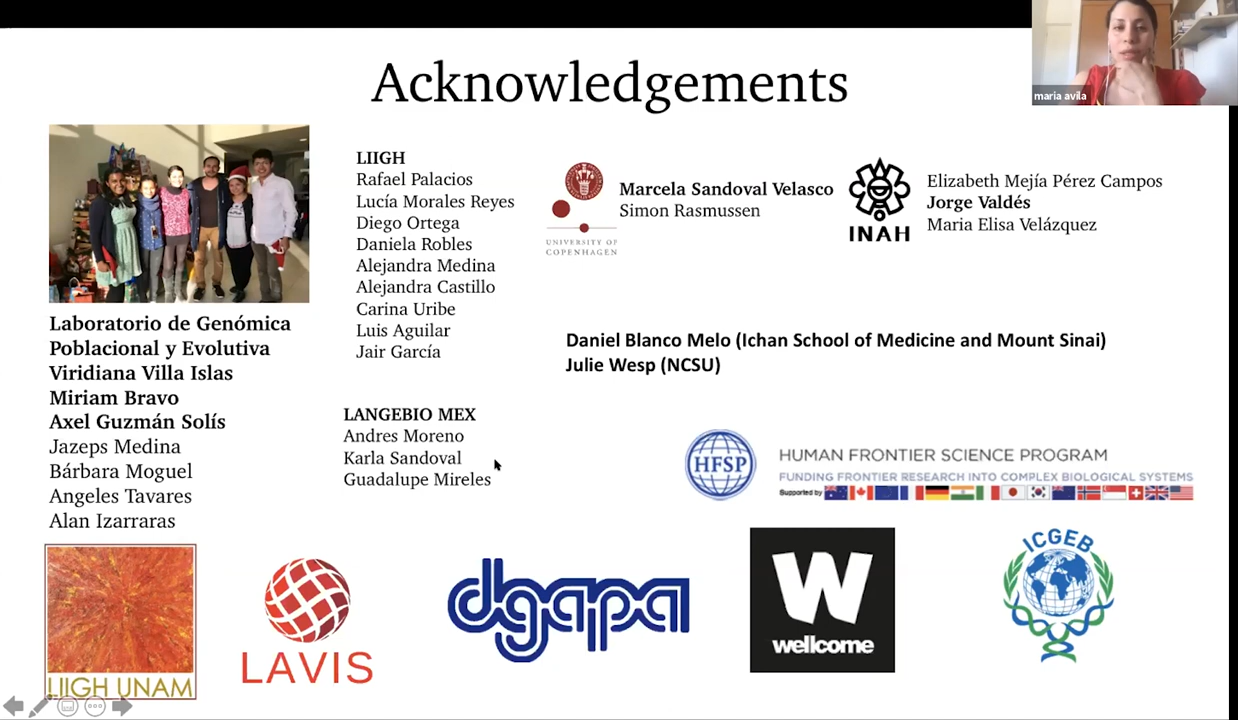 Acknowledgements
maria avila
Laboratorio de Genómica
Poblacional y Evolutiva
Viridiana Villa Islas
Miriam Bravo
Axel Guzmán Solís
Jazeps Medina
Bárbara Moguel
Angeles Tavares
Alan Izarraras
LIIGH
Rafael Palacios
Lucía Morales Reyes
Diego Ortega
Daniela Robles
Alejandra Medina
Alejandra Castillo
Carina Uribe
Luis Aguilar
Jair García
LANGEBIO MEX
Andres Moreno
Karla Sandoval
Guadalupe Mireles
UNIVERSITY OF
COPENHAGEN
Marcela Sandoval Velasco
Simon Rasmussen
INAH
Elizabeth Mejía Pérez Campos
Jorge Valdés
Maria Elisa Velázquez
Daniel Blanco Melo (Ichan School of Medicine and Mount Sinai)
Julie Wesp (NCSU)
HFSP
HUMAN FRONTIER SCIENCE PROGRAM
FUNDING FRONTIER RESEARCH INTO COMPLEX BIOLOGICAL SYSTEMS
Supported by
LIIGH UNAM
LAVIS
dgapa
W
wellcome
ICGEB